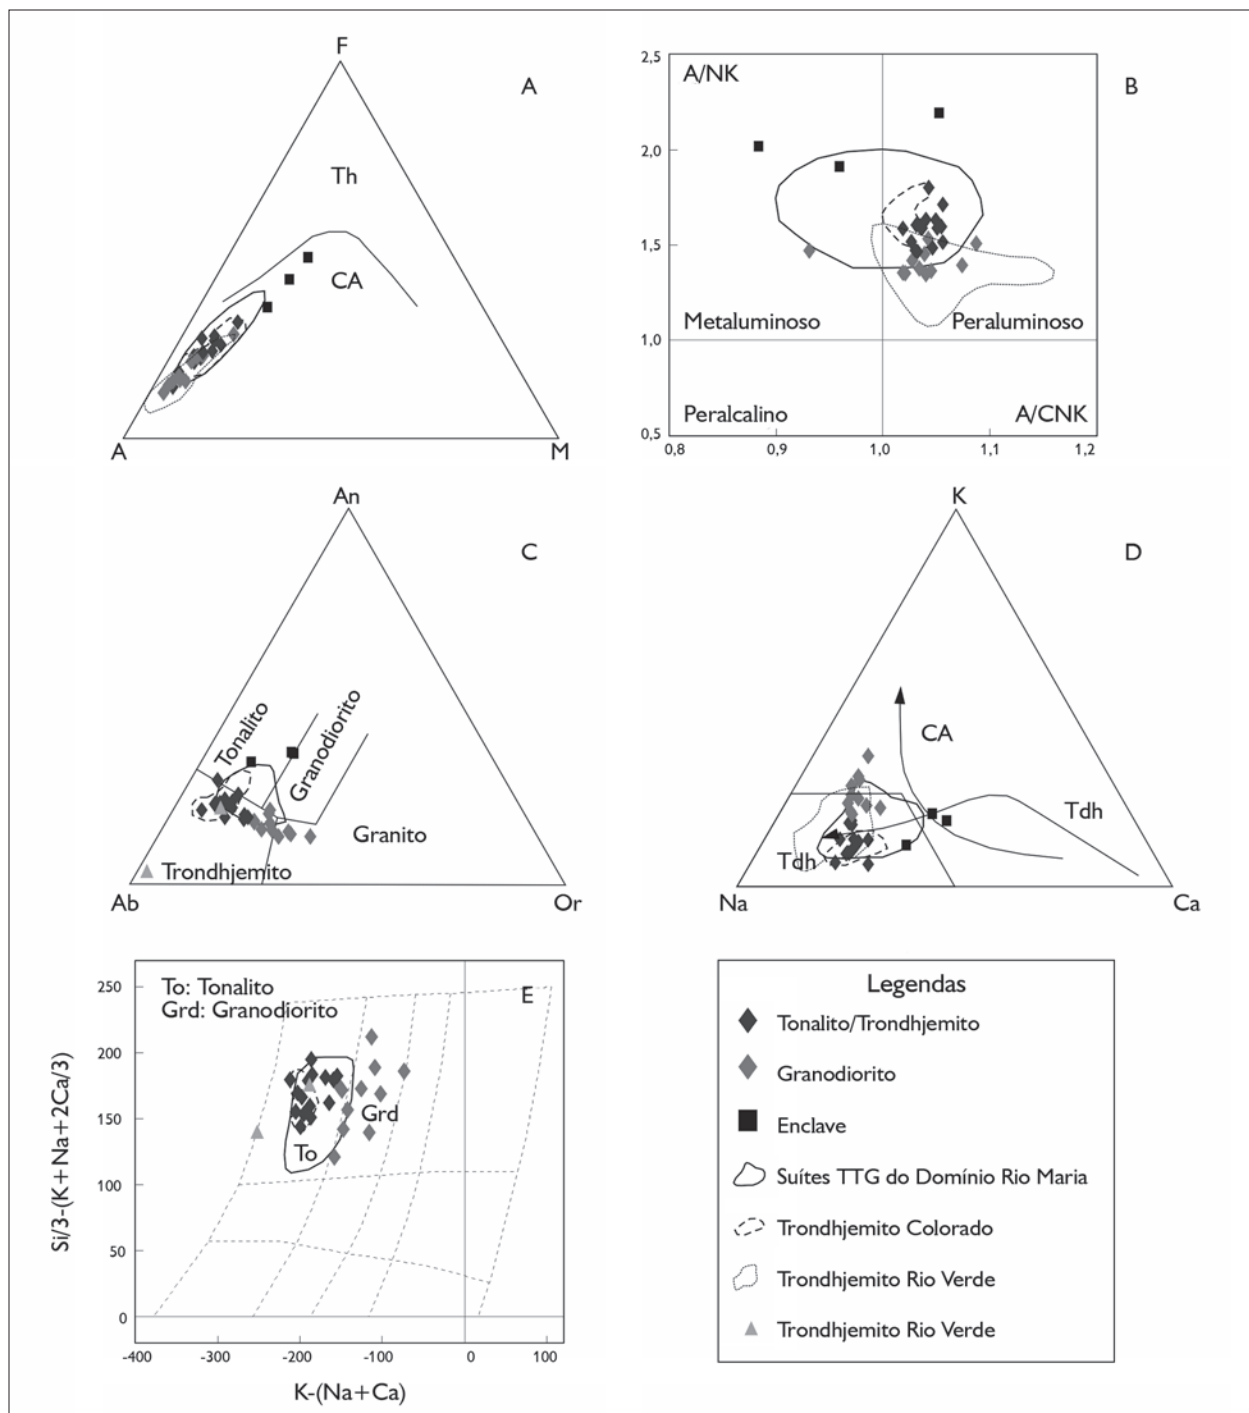 F
A
Th
CA
A
M
2,5
A/NK
B
2,0
1,5
Metaluminoso
Peraluminoso
1,0
Peralcalino
A/CNK
0,5
0,8
0,9
1,0
1,1
1,2
An
C
Tonalito
Granodiorito
Granito
Trondhjemito
Ab
Or
K
D
CA
Tdh
Tdh
Na
Ca
250
To: Tonalito
E
Grd: Granodiorito
200
150
Grd
To
100
50
0
Si/3-(K+Na+2Ca/3)
-400
-300
-200
-100
0
100
K-(Na+Ca)
Legendas
Tonalito/Trondhjemito
Granodiorito
Enclave
Suítes TTG do Domínio Rio Maria
Trondhjemito Colorado
Trondhjemito Rio Verde
Trondhjemito Rio Verde